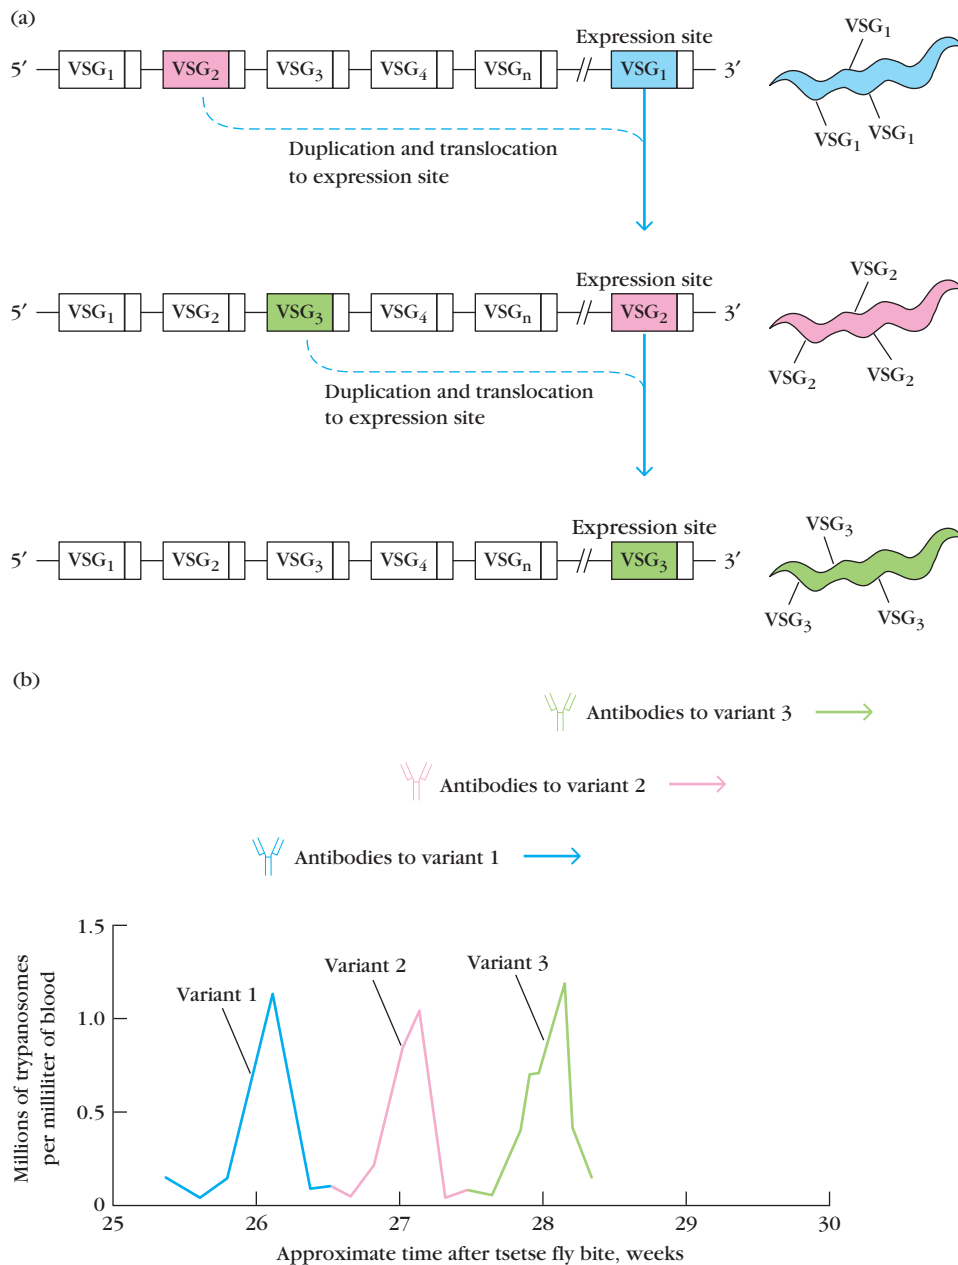 (a)
Expression site
5′ VSG1 VSG2 VSG3 VSG4 VSGn VSG1 3′
VSG1
VSG1
VSG1
Duplication and translocation
to expression site
Expression site
5′ VSG1 VSG2 VSG3 VSG4 VSGn VSG2 3′
VSG2
VSG2
VSG2
Duplication and translocation
to expression site
Expression site
5′ VSG1 VSG2 VSG3 VSG4 VSGn VSG3 3′
VSG3
VSG3
VSG3
(b)
Antibodies to variant 3
Antibodies to variant 2
Antibodies to variant 1
Millions of trypanosomes
per milliliter of blood
1.5
1.0
0.5
0
Variant 1
Variant 2
Variant 3
25 26 27 28 29 30
Approximate time after tsetse fly bite, weeks